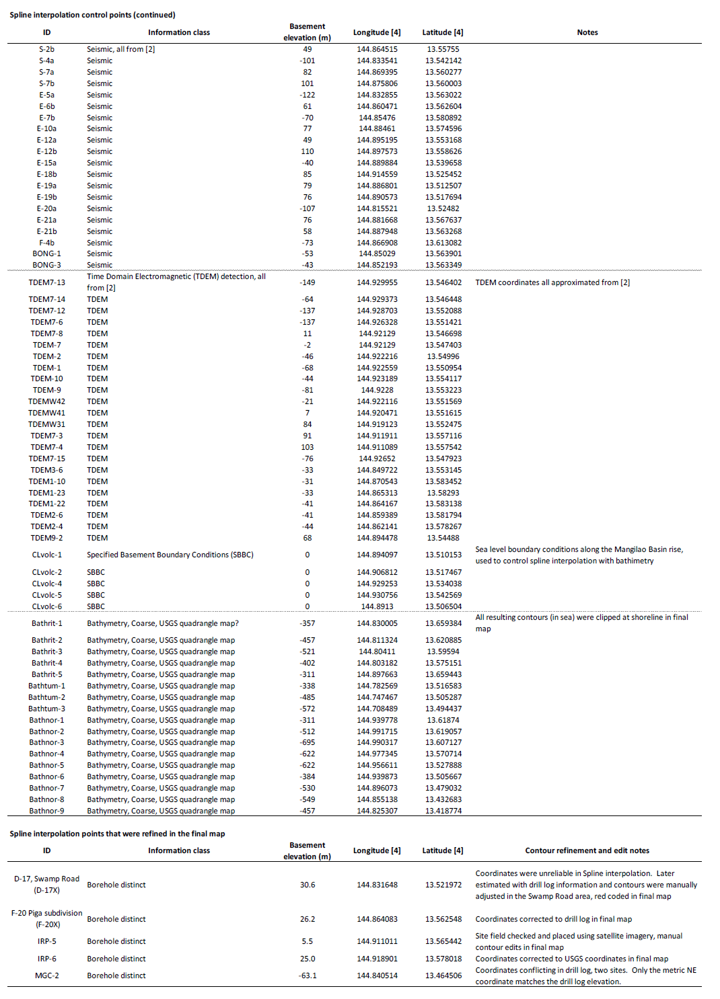 Spline interpolation control points (continued)
ID Information class Basement elevation (m) Longitude [4] Latitude [4] Notes
S-2b Seismic, all from [2] 49 144.864515 13.55755
S-4a Seismic -101 144.833541 13.542142
S-7a Seismic 82 144.869395 13.560277
S-7b Seismic 101 144.875806 13.560003
E-5a Seismic -122 144.832855 13.563022
E-6b Seismic 61 144.860471 13.562604
E-7b Seismic -70 144.85476 13.580892
E-10a Seismic 77 144.88461 13.574596
E-12a Seismic 49 144.895195 13.553168
E-12b Seismic 110 144.897573 13.558626
E-15a Seismic -40 144.889884 13.539658
E-18b Seismic 85 144.914559 13.525452
E-19a Seismic 79 144.886801 13.512507
E-19b Seismic 76 144.890573 13.517694
E-20a Seismic -107 144.815521 13.52482
E-21a Seismic 76 144.881668 13.567637
E-21b Seismic 58 144.887948 13.563268
F-4b Seismic -73 144.866908 13.613082
BONG-1 Seismic -53 144.85029 13.563901
BONG-3 Seismic -43 144.852193 13.563349
TDEM7-13 Time Domain Electromagnetic (TDEM) detection, all from [2] -149 144.929955 13.546402 TDEM coordinates all approximated from [2]
TDEM7-14 TDEM -64 144.929373 13.546448
TDEM7-12 TDEM -137 144.928703 13.552088
TDEM7-6 TDEM -137 144.926328 13.551421
TDEM7-8 TDEM 11 144.92129 13.546698
TDEM-7 TDEM -2 144.92129 13.547403
TDEM-2 TDEM -46 144.922216 13.54996
TDEM-1 TDEM -68 144.922559 13.550954
TDEM-10 TDEM -44 144.923189 13.554117
TDEM-9 TDEM -81 144.9228 13.553223
TDEMW42 TDEM -21 144.922116 13.551569
TDEMW41 TDEM 7 144.920471 13.551615
TDEMW31 TDEM 84 144.919123 13.552475
TDEM7-3 TDEM 91 144.911911 13.557116
TDEM7-4 TDEM 103 144.911089 13.557542
TDEM7-15 TDEM -76 144.92652 13.547923
TDEM3-6 TDEM -33 144.849722 13.553145
TDEM1-10 TDEM -31 144.870543 13.583452
TDEM1-23 TDEM -33 144.865313 13.58293
TDEM1-22 TDEM -41 144.864167 13.583138
TDEM2-6 TDEM -41 144.859389 13.581794
TDEM2-4 TDEM -44 144.862141 13.578267
TDEM9-2 TDEM 68 144.894478 13.54488
CLvolc-1 Specified Basement Boundary Conditions (SBBC) 0 144.894097 13.510153 Sea level boundary conditions along the Mangilao Basin rise, used to control spline interpolation with bathimetry
CLvolc-2 SBBC 0 144.906812 13.517467
CLvolc-4 SBBC 0 144.929253 13.534038
CLvolc-5 SBBC 0 144.930756 13.542569
CLvolc-6 SBBC 0 144.8913 13.506504
Bathrit-1 Bathymetry, Coarse, USGS quadrangle map? -357 144.830005 13.659384 All resulting contours (in sea) were clipped at shoreline in final map
Bathrit-2 Bathymetry, Coarse, USGS quadrangle map -457 144.811324 13.620885
Bathrit-3 Bathymetry, Coarse, USGS quadrangle map -521 144.80411 13.59594
Bathrit-4 Bathymetry, Coarse, USGS quadrangle map -402 144.803182 13.575151
Bathrit-5 Bathymetry, Coarse, USGS quadrangle map -311 144.897663 13.659443
Bathtum-1 Bathymetry, Coarse, USGS quadrangle map -338 144.782569 13.516583
Bathtum-2 Bathymetry, Coarse, USGS quadrangle map -485 144.747467 13.505287
Bathtum-3 Bathymetry, Coarse, USGS quadrangle map -572 144.708489 13.494437
Bathnor-1 Bathymetry, Coarse, USGS quadrangle map -311 144.939778 13.61874
Bathnor-2 Bathymetry, Coarse, USGS quadrangle map -512 144.991715 13.619057
Bathnor-3 Bathymetry, Coarse, USGS quadrangle map -695 144.990317 13.607127
Bathnor-4 Bathymetry, Coarse, USGS quadrangle map -622 144.977345 13.570714
Bathnor-5 Bathymetry, Coarse, USGS quadrangle map -622 144.956611 13.527888
Bathnor-6 Bathymetry, Coarse, USGS quadrangle map -384 144.939873 13.505667
Bathnor-7 Bathymetry, Coarse, USGS quadrangle map -530 144.896073 13.479032
Bathnor-8 Bathymetry, Coarse, USGS quadrangle map -549 144.855138 13.432683
Bathnor-9 Bathymetry, Coarse, USGS quadrangle map -457 144.825307 13.418774
Spline interpolation points that were refined in the final map
ID Information class Basement elevation (m) Longitude [4] Latitude [4] Contour refinement and edit notes
D-17, Swamp Road (D-17X) Borehole distinct 30.6 144.831648 13.521972 Coordinates were unreliable in Spline interpolation. Later estimated with drill log information and contours were manually adjusted in the Swamp Road area, red coded in final map
F-20 Piga subdivision (F-20X) Borehole distinct 26.2 144.864083 13.562548 Coordinates corrected to drill log in final map
IRP-5 Borehole distinct 5.5 144.911011 13.565442 Site field checked and placed using satellite imagery, manual contour edits in final map
IRP-6 Borehole distinct 25.0 144.918901 13.578018 Coordinates corrected to USGS coordinates in final map
MGC-2 Borehole distinct -63.1 144.840514 13.464506 Coordinates conflicting in drill log, two sites. Only the metric NE coordinate matches the drill log elevation.